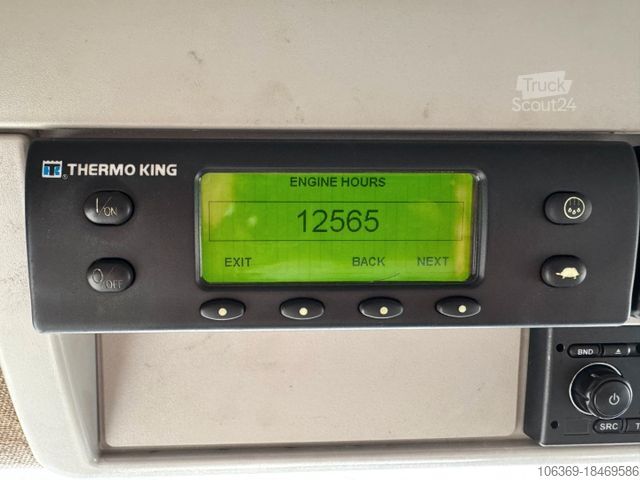 Truck
Scout24
THERMO KING
ENGINE HOURS
12565
EXIT BACK NEXT
I/ON
O/OFF
BND
SRC
106369-18469586